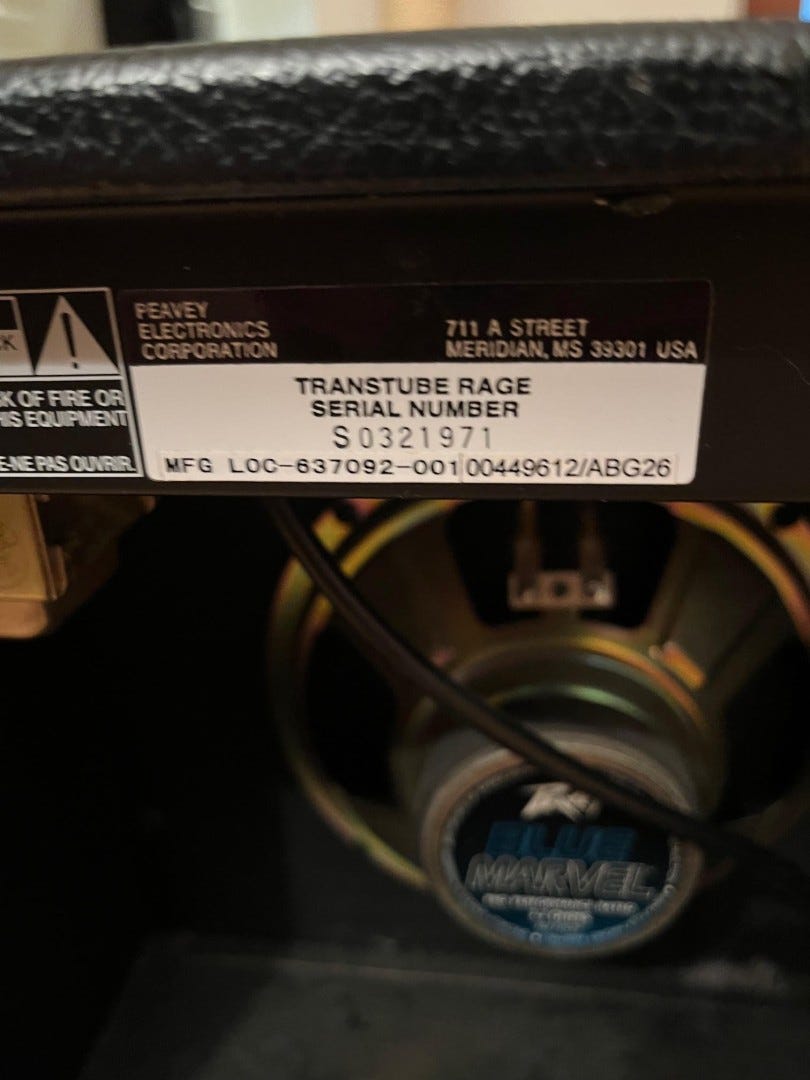 K
K OF FIRE OR
IS EQUIPMENT
E-NE PAS OUVRIR.
PEAVEY
ELECTRONICS
CORPORATION
711 A STREET
MERIDIAN, MS 39301 USA
TRANSTUBE RAGE
SERIAL NUMBER
S0321971
MFG LOC-637092-001 00449612/ABG26
BLUE
MARVEL